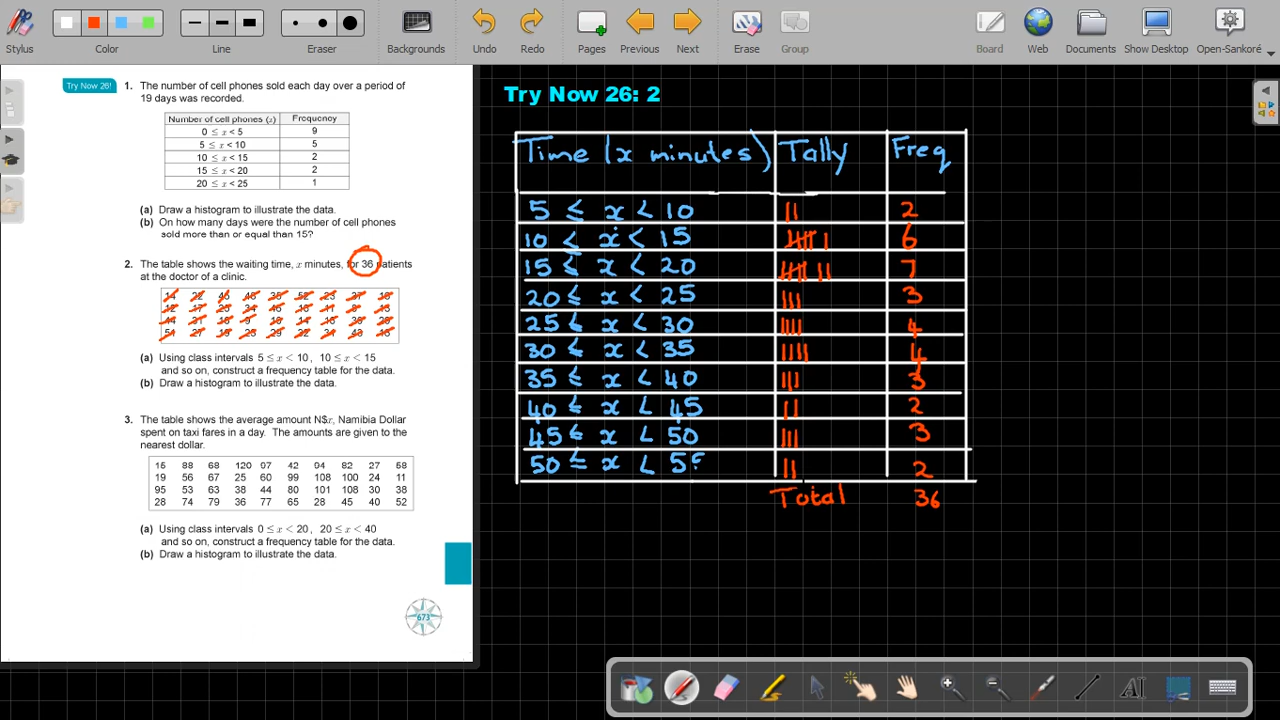 Stylus Color Line Eraser Backgrounds Undo Redo Pages Previous Next Erase Group Board Web Documents Show Desktop Open-Sankoré
Try Now 26!
1. The number of cell phones sold each day over a period of
19 days was recorded.
Number of cell phones (x) Frequency
0 ≤ x < 5 9
5 ≤ x < 10 5
10 ≤ x < 15 2
15 ≤ x < 20 2
20 ≤ x < 25 1
(a) Draw a histogram to illustrate the data.
(b) On how many days were the number of cell phones
sold more than or equal than 15?
2. The table shows the waiting time, x minutes, for 36 patients
at the doctor of a clinic.
(a) Using class intervals 5 ≤ x < 10, 10 ≤ x < 15
and so on, construct a frequency table for the data.
(b) Draw a histogram to illustrate the data.
3. The table shows the average amount N$x, Namibia Dollar
spent on taxi fares in a day. The amounts are given to the
nearest dollar.
15 88 68 120 97 42 94 82 27 58
19 56 67 25 60 99 108 100 24 11
95 53 63 38 44 80 101 108 30 38
28 74 79 36 77 65 28 45 40 52
(a) Using class intervals 0 ≤ x < 20, 20 ≤ x < 40
and so on, construct a frequency table for the data.
(b) Draw a histogram to illustrate the data.
673
Try Now 26: 2
Time (x minutes) Tally Freq
5 ≤ x < 10 2
10 ≤ x < 15 6
15 ≤ x < 20 7
20 ≤ x < 25 3
25 ≤ x < 30 4
30 ≤ x < 35 4
35 ≤ x < 40 3
40 ≤ x < 45 2
45 ≤ x < 50 3
50 ≤ x < 55 2
Total 36